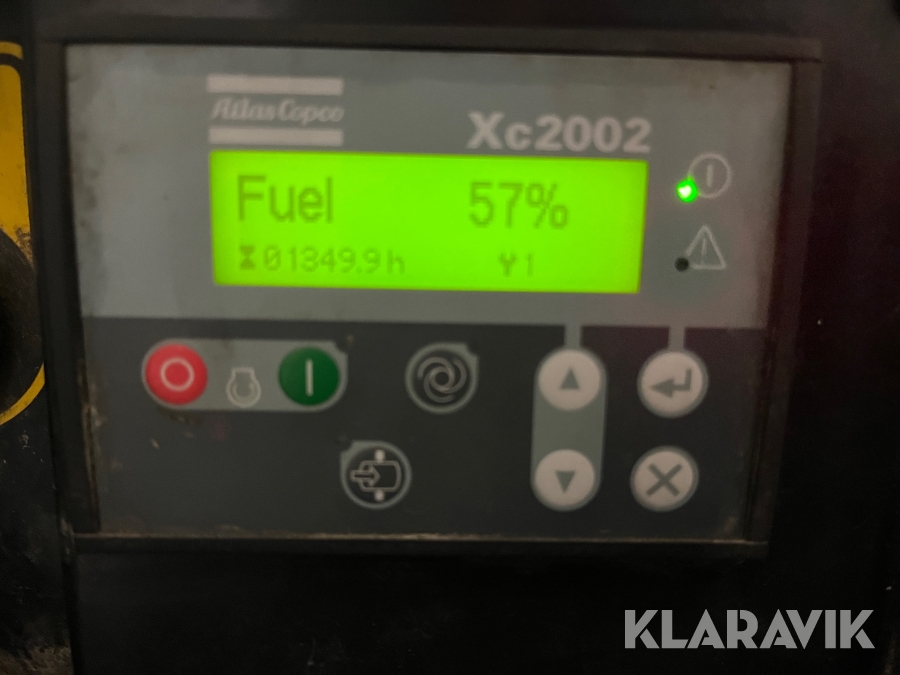 Atlas Copco
Xc2002
Fuel 57%
01349.9 h 1
KLARAVIK